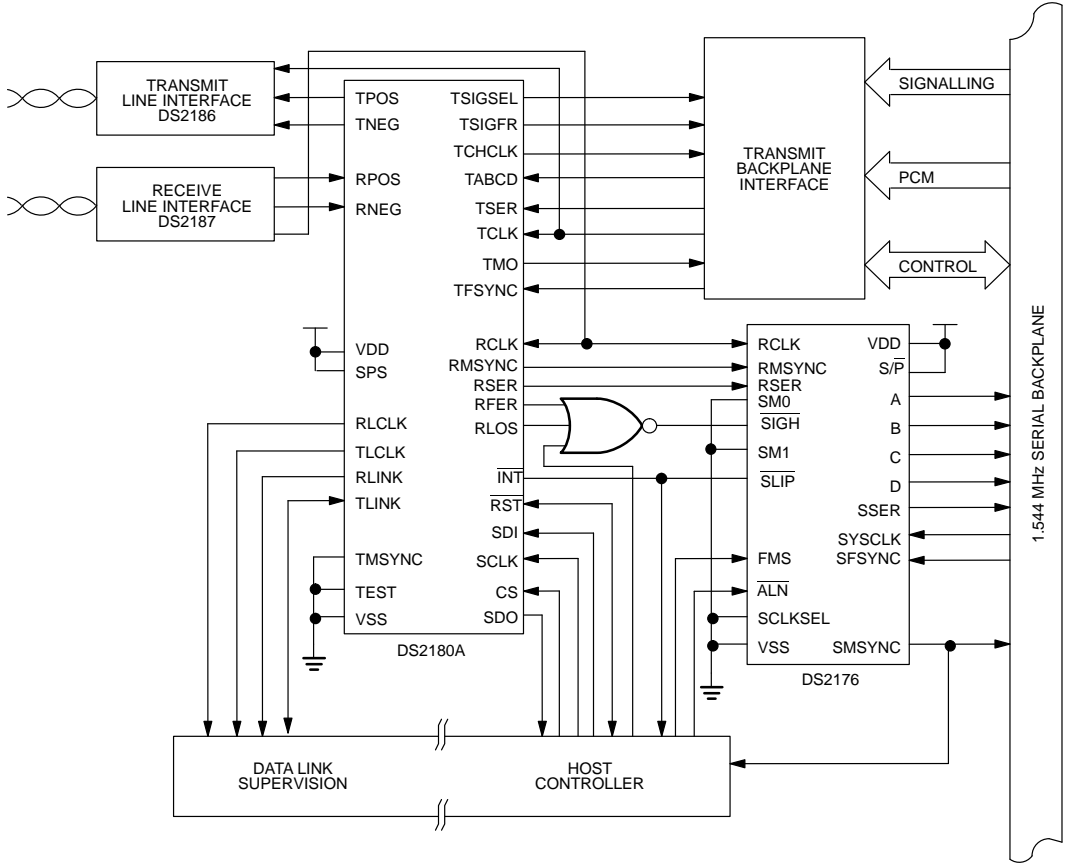 TRANSMIT
LINE INTERFACE
DS2186
RECEIVE
LINE INTERFACE
DS2187
TPOS
TNEG
RPOS
RNEG
VDD
SPS
RLCLK
TLCLK
RLINK
TLINK
TMSYNC
TEST
VSS
TSIGSEL
TSIGFR
TCHCLK
TABCD
TSER
TCLK
TMO
TFSYNC
RCLK
RMSYNC
RSER
RFER
RLOS
INT
RST
SDI
SCLK
CS
SDO
DS2180A
TRANSMIT
BACKPLANE
INTERFACE
SIGNALLING
PCM
CONTROL
RCLK
RMSYNC
RSER
SM0
SIGH
SM1
SLIP
FMS
ALN
SCLKSEL
VSS
VDD
S/P
A
B
C
D
SSER
SYSCLK
SFSYNC
SMSYNC
DS2176
1.544 MHz SERIAL BACKPLANE
DATA LINK
SUPERVISION
HOST
CONTROLLER